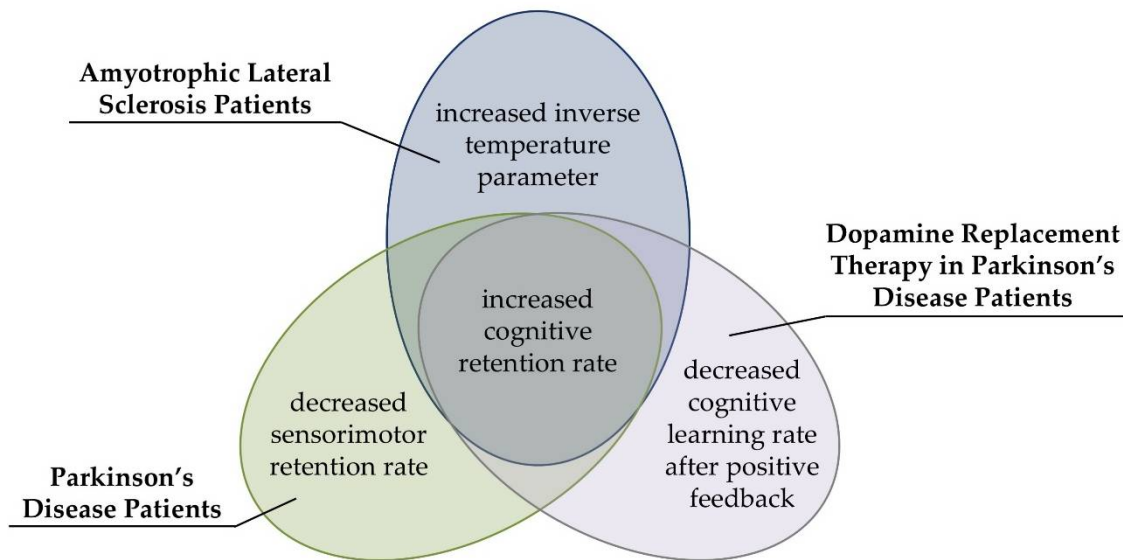 Amyotrophic Lateral
Sclerosis Patients
increased inverse
temperature
parameter
Dopamine Replacement
Therapy in Parkinson’s
Disease Patients
increased
cognitive
retention rate
decreased
sensorimotor
retention rate
decreased
cognitive
learning rate
after positive
feedback
Parkinson’s
Disease Patients